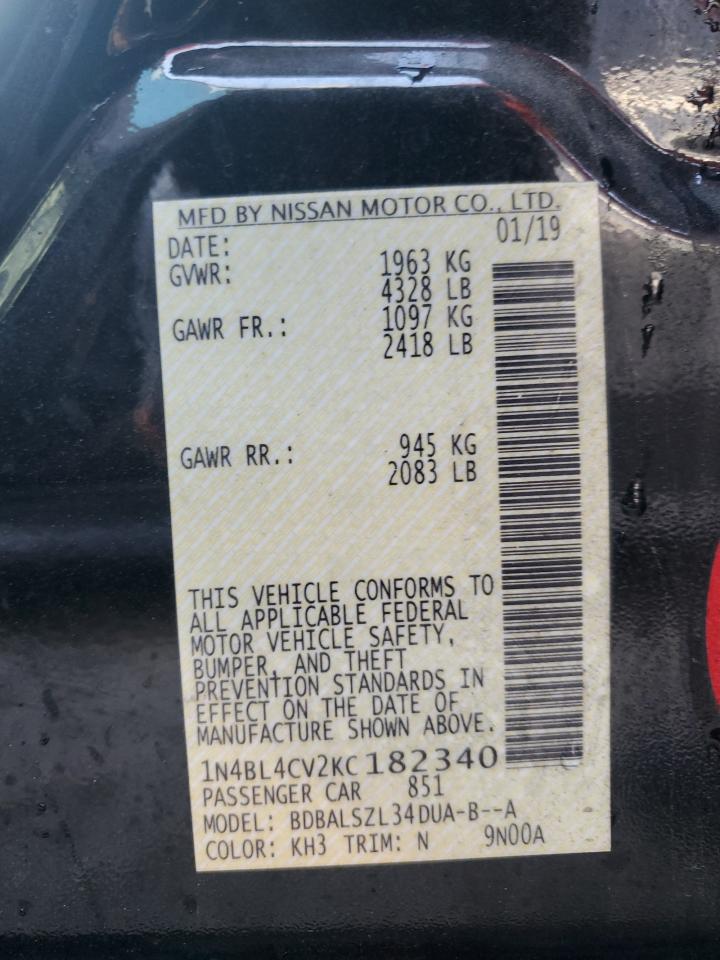 MFD BY NISSAN MOTOR CO., LTD.
DATE: 01/19
GVWR: 1963 KG
4328 LB
GAWR FR.: 1097 KG
2418 LB
GAWR RR.: 945 KG
2083 LB
THIS VEHICLE CONFORMS TO
ALL APPLICABLE FEDERAL
MOTOR VEHICLE SAFETY,
BUMPER, AND THEFT
PREVENTION STANDARDS IN
EFFECT ON THE DATE OF
MANUFACTURE SHOWN ABOVE.
1N4BL4CV2KC182340
PASSENGER CAR 851
MODEL: BDBALSZL34DUA-B--A
COLOR: KH3 TRIM: N 9N00A